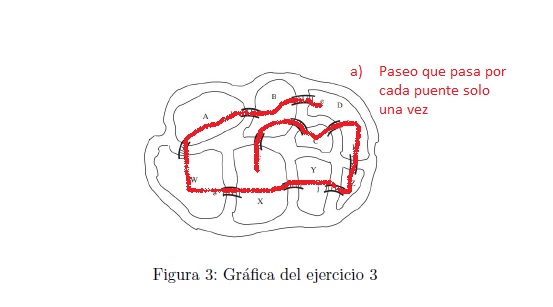 a) Paseo que pasa por
cada puente solo
una vez
B
D
A
C
Y
W
Z
X
Figura 3: Gráfica del ejercicio 3